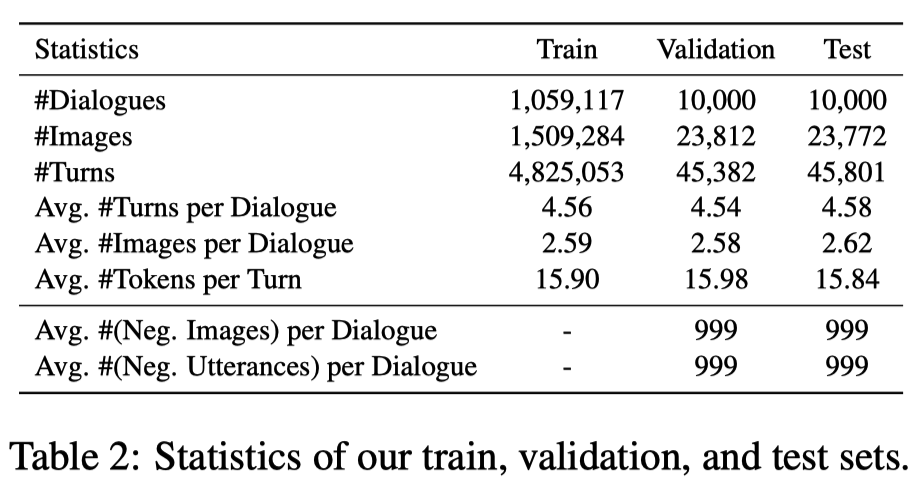 Statistics Train Validation Test
#Dialogues 1,059,117 10,000 10,000
#Images 1,509,284 23,812 23,772
#Turns 4,825,053 45,382 45,801
Avg. #Turns per Dialogue 4.56 4.54 4.58
Avg. #Images per Dialogue 2.59 2.58 2.62
Avg. #Tokens per Turn 15.90 15.98 15.84
Avg. #(Neg. Images) per Dialogue - 999 999
Avg. #(Neg. Utterances) per Dialogue - 999 999
Table 2: Statistics of our train, validation, and test sets.